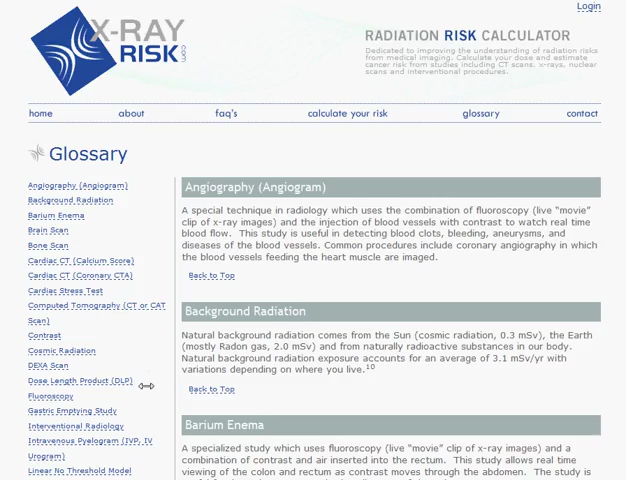 Login
X-RAY
RISK.com
RADIATION RISK CALCULATOR
Dedicated to improving the understanding of radiation risks
from medical imaging. Calculate your dose and estimate
cancer risk from studies including CT scans, x-rays, nuclear
scans and interventional procedures.
home about faq's calculate your risk glossary contact
Glossary
Angiography (Angiogram)
Background Radiation
Barium Enema
Brain Scan
Bone Scan
Cardiac CT (Calcium Score)
Cardiac CT (Coronary CTA)
Cardiac Stress Test
Computed Tomography (CT or CAT
Scan)
Contrast
Cosmic Radiation
DEXA Scan
Dose Length Product (DLP)
Fluoroscopy
Gastric Emptying Study
Interventional Radiology
Intravenous Pyelogram (IVP, IV
Urogram)
Linear No Threshold Model
Angiography (Angiogram)
A special technique in radiology which uses the combination of fluoroscopy (live "movie"
clip of x-ray images) and the injection of blood vessels with contrast to watch real time
blood flow. This study is useful in detecting blood clots, bleeding, aneurysms, and
diseases of the blood vessels. Common procedures include coronary angiography in which
the blood vessels feeding the heart muscle are imaged.
Back to Top
Background Radiation
Natural background radiation comes from the Sun (cosmic radiation, 0.3 mSv), the Earth
(mostly Radon gas, 2.0 mSv) and from naturally radioactive substances in our body.
Natural background radiation exposure accounts for an average of 3.1 mSv/yr with
variations depending on where you live.10
Back to Top
Barium Enema
A specialized study which uses fluoroscopy (live "movie" clip of x-ray images) and a
combination of contrast and air inserted into the rectum. This study allows real time
viewing of the colon and rectum as contrast moves through the abdomen. The study is